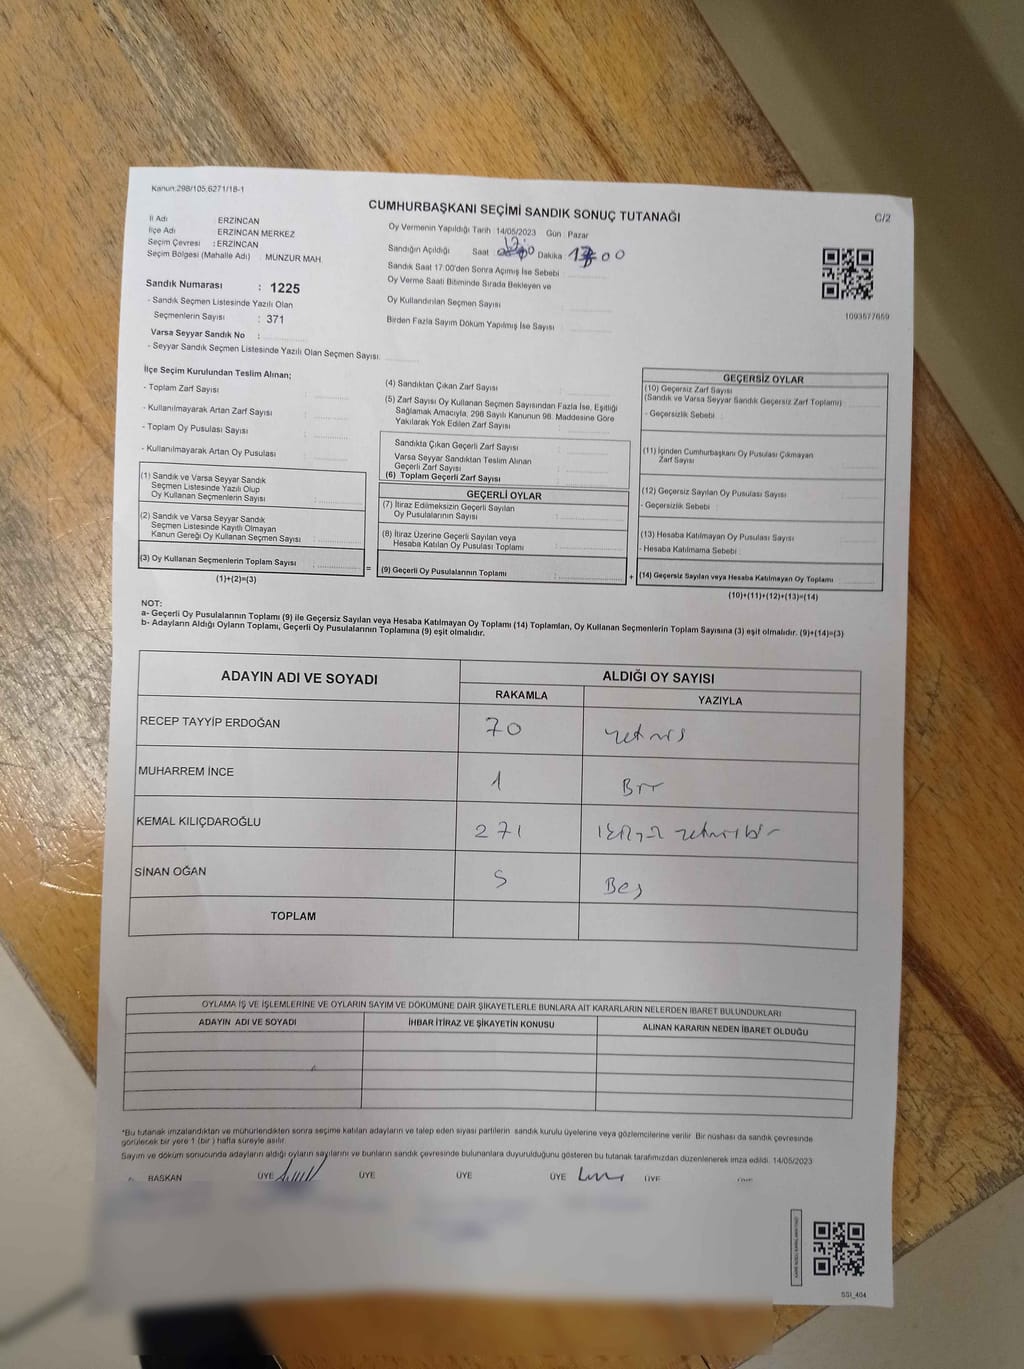 Kanun:298/105,6271/18-1
CUMHURBAŞKANI SEÇİMİ SANDIK SONUÇ TUTANAĞI
C/2
İl Adı : ERZİNCAN
İlçe Adı : ERZİNCAN MERKEZ
Seçim Çevresi : ERZİNCAN
Seçim Bölgesi (Mahalle Adı) : MUNZUR MAH.
Sandık Numarası : 1225
- Sandık Seçmen Listesinde Yazılı Olan
Seçmenlerin Sayısı : 371
Varsa Seyyar Sandık No :
- Seyyar Sandık Seçmen Listesinde Yazılı Olan Seçmen Sayısı:
Oy Vermenin Yapıldığı Tarih :14/05/2023 Gün : Pazar
Sandığın Açıldığı Saat 17 Dakika 00
Sandık Saat 17:00'den Sonra Açımış İse Sebebi :
Oy Verme Saati Bitiminde Sırada Bekleyen ve
Oy Kullandırılan Seçmen Sayısı :
Birden Fazla Sayım Döküm Yapılmış İse Sayısı :
1093577659
İlçe Seçim Kurulundan Teslim Alınan;
- Toplam Zarf Sayısı :
- Kullanılmayarak Artan Zarf Sayısı :
- Toplam Oy Pusulası Sayısı :
- Kullanılmayarak Artan Oy Pusulası :
(1) Sandık ve Varsa Seyyar Sandık
Seçmen Listesinde Yazılı Olup
Oy Kullanan Seçmenlerin Sayısı :
(2) Sandık ve Varsa Seyyar Sandık
Seçmen Listesinde Kayıtlı Olmayan
Kanun Gereği Oy Kullanan Seçmen Sayısı :
(3) Oy Kullanan Seçmenlerin Toplam Sayısı :
(1)+(2)=(3)
=
(4) Sandıktan Çıkan Zarf Sayısı :
(5) Zarf Sayısı Oy Kullanan Seçmen Sayısından Fazla İse, Eşitliği
Sağlamak Amacıyla, 298 Sayılı Kanunun 98. Maddesine Göre
Yakılarak Yok Edilen Zarf Sayısı :
Sandıkta Çıkan Geçerli Zarf Sayısı :
Varsa Seyyar Sandıktan Teslim Alınan
Geçerli Zarf Sayısı :
(6) Toplam Geçerli Zarf Sayısı :
GEÇERLİ OYLAR
(7) İtiraz Edilmeksizin Geçerli Sayılan
Oy Pusulalarının Sayısı :
(8) İtiraz Üzerine Geçerli Sayılan veya
Hesaba Katılan Oy Pusulası Toplamı :
(9) Geçerli Oy Pusulalarının Toplamı :
+
GEÇERSİZ OYLAR
(10) Geçersiz Zarf Sayısı
(Sandık ve Varsa Seyyar Sandık Geçersiz Zarf Toplamı)
- Geçersizlik Sebebi :
(11) İçinden Cumhurbaşkanı Oy Pusulası Çıkmayan
Zarf Sayısı
(12) Geçersiz Sayılan Oy Pusulası Sayısı
- Geçersizlik Sebebi :
(13) Hesaba Katılmayan Oy Pusulası Sayısı
- Hesaba Katılmama Sebebi :
(14) Geçersiz Sayılan veya Hesaba Katılmayan Oy Toplamı
(10)+(11)+(12)+(13)=(14)
NOT:
a- Geçerli Oy Pusulalarının Toplamı (9) ile Geçersiz Sayılan veya Hesaba Katılmayan Oy Toplamı (14) Toplamları, Oy Kullanan Seçmenlerin Toplam Sayısına (3) eşit olmalıdır. (9)+(14)=(3)
b- Adayların Aldığı Oyların Toplamı, Geçerli Oy Pusulalarının Toplamına (9) eşit olmalıdır.
ADAYIN ADI VE SOYADI ALDIĞI OY SAYISI
RAKAMLA YAZIYLA
RECEP TAYYİP ERDOĞAN 70 yetmiş
MUHARREM İNCE 1 Bir
KEMAL KILIÇDAROĞLU 271 ikiyüz yetmişbir
SİNAN OĞAN 5 Beş
TOPLAM
OYLAMA İŞ VE İŞLEMLERİNE VE OYLARIN SAYIM VE DÖKÜMÜNE DAİR ŞİKAYETLERLE BUNLARA AİT KARARLARIN NELERDEN İBARET BULUNDUKLARI
ADAYIN ADI VE SOYADI İHBAR İTİRAZ VE ŞİKAYETİN KONUSU ALINAN KARARIN NEDEN İBARET OLDUĞU
*Bu tutanak imzalandıktan ve mühürlendikten sonra seçime katılan adayların ve talep eden siyasi partilerin sandık kurulu üyelerine veya gözlemcilerine verilir. Bir nüshası da sandık çevresinde
görülecek bir yere 1 (bir ) hafta süreyle asılır.
Sayım ve döküm sonucunda adayların aldığı oyların sayılarını ve bunların sandık çevresinde bulunanlara duyurulduğunu gösteren bu tutanak tarafımızdan düzenlenerek imza edildi. 14/05/2023
BAŞKAN ÜYE ÜYE ÜYE ÜYE ÜYE
SSI_404